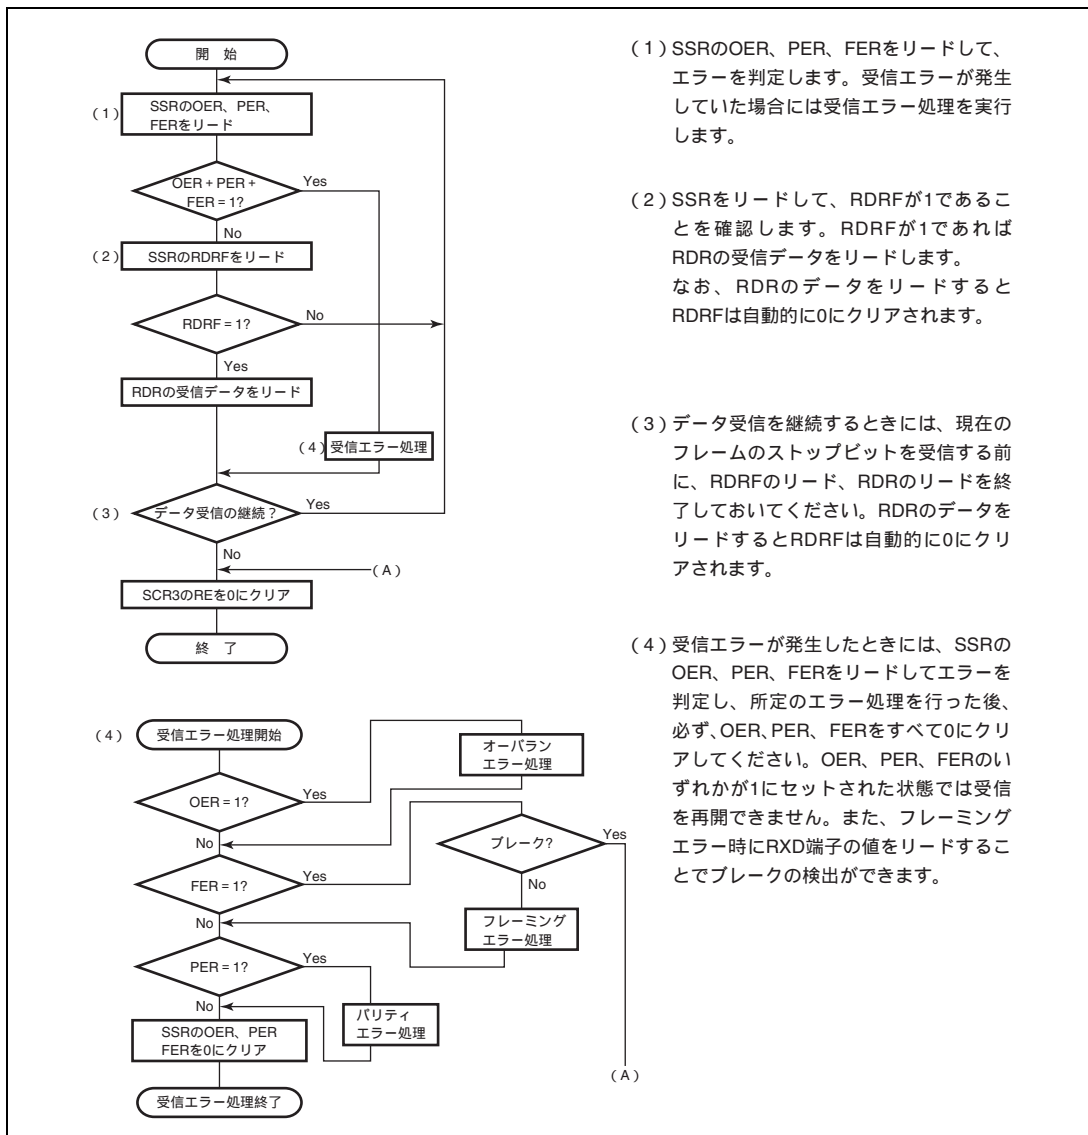 開 始
(1)
SSRのOER、PER、
FERをリード
OER + PER +
FER = 1?
Yes
No
(2)
SSRのRDRFをリード
RDRF = 1?
No
Yes
RDRの受信データをリード
(4)
受信エラー処理
(3)
データ受信の継続?
Yes
No
(A)
SCR3のREを0にクリア
終 了
(4)
受信エラー処理開始
OER = 1?
Yes
No
オーバラン
エラー処理
FER = 1?
Yes
No
ブレーク?
Yes
No
フレーミング
エラー処理
PER = 1?
Yes
No
パリティ
エラー処理
SSRのOER、PER
FERを0にクリア
(A)
受信エラー処理終了
(1)SSRのOER、PER、FERをリードして、
エラーを判定します。受信エラーが発生
していた場合には受信エラー処理を実行
します。
(2)SSRをリードして、RDRFが1であるこ
とを確認します。RDRFが1であれば
RDRの受信データをリードします。
なお、RDRのデータをリードすると
RDRFは自動的に0にクリアされます。
(3)データ受信を継続するときには、現在の
フレームのストップビットを受信する前
に、RDRFのリード、RDRのリードを終
了しておいてください。RDRのデータを
リードするとRDRFは自動的に0にクリ
アされます。
(4)受信エラーが発生したときには、SSRの
OER、PER、FERをリードしてエラーを
判定し、所定のエラー処理を行った後、
必ず、OER、PER、FERをすべて0にクリ
アしてください。OER、PER、FERのい
ずれかが1にセットされた状態では受信
を再開できません。また、フレーミング
エラー時にRXD端子の値をリードするこ
とでブレークの検出ができます。